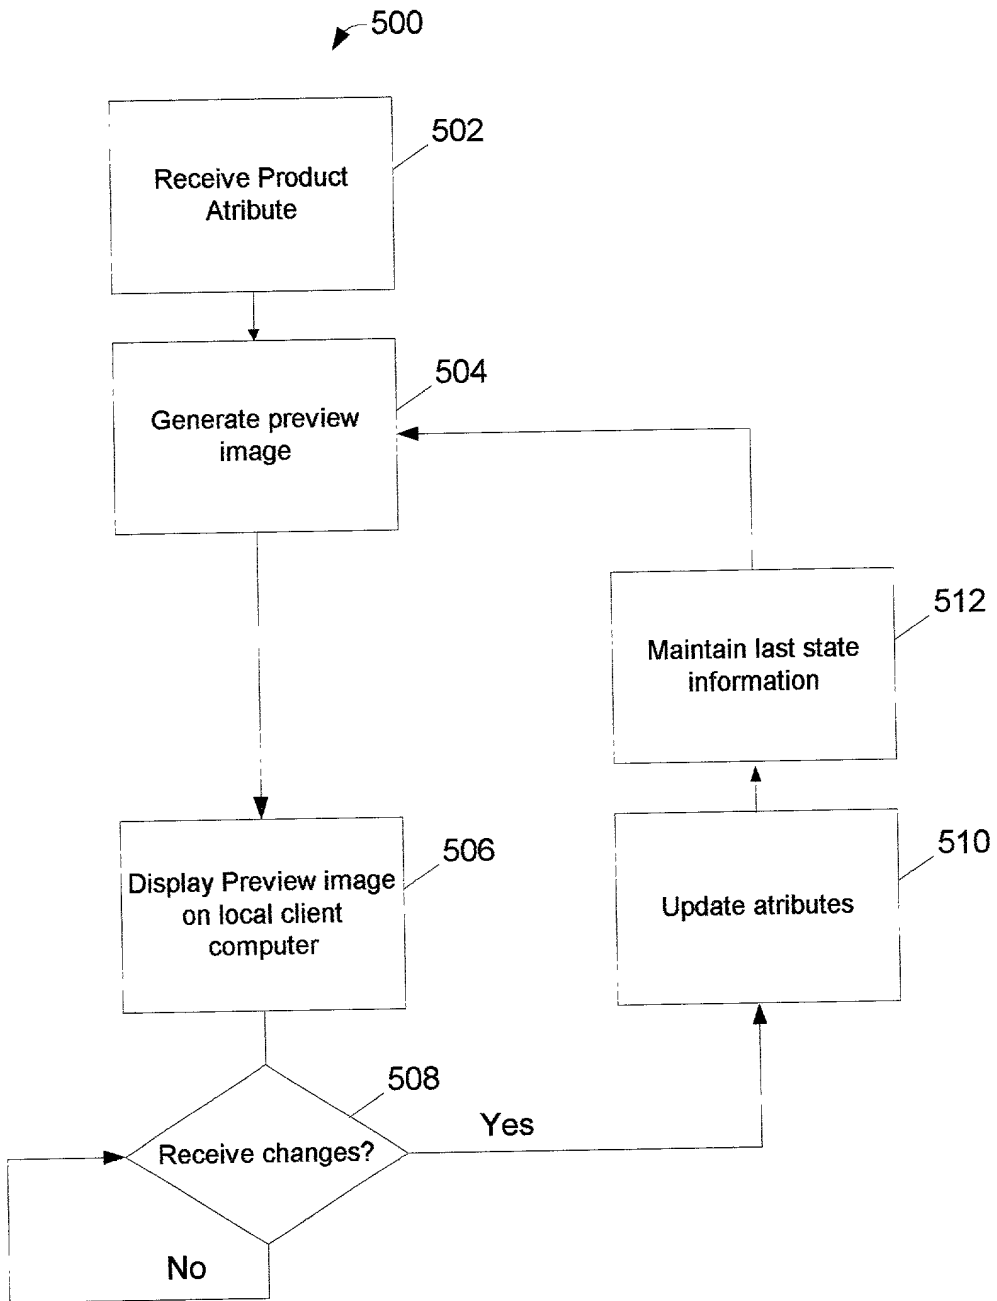 500
502
Receive Product
Atribute
504
Generate preview
image
512
Maintain last state
information
506
Display Preview image
on local client
computer
510
Update atributes
508
Receive changes?
Yes
No